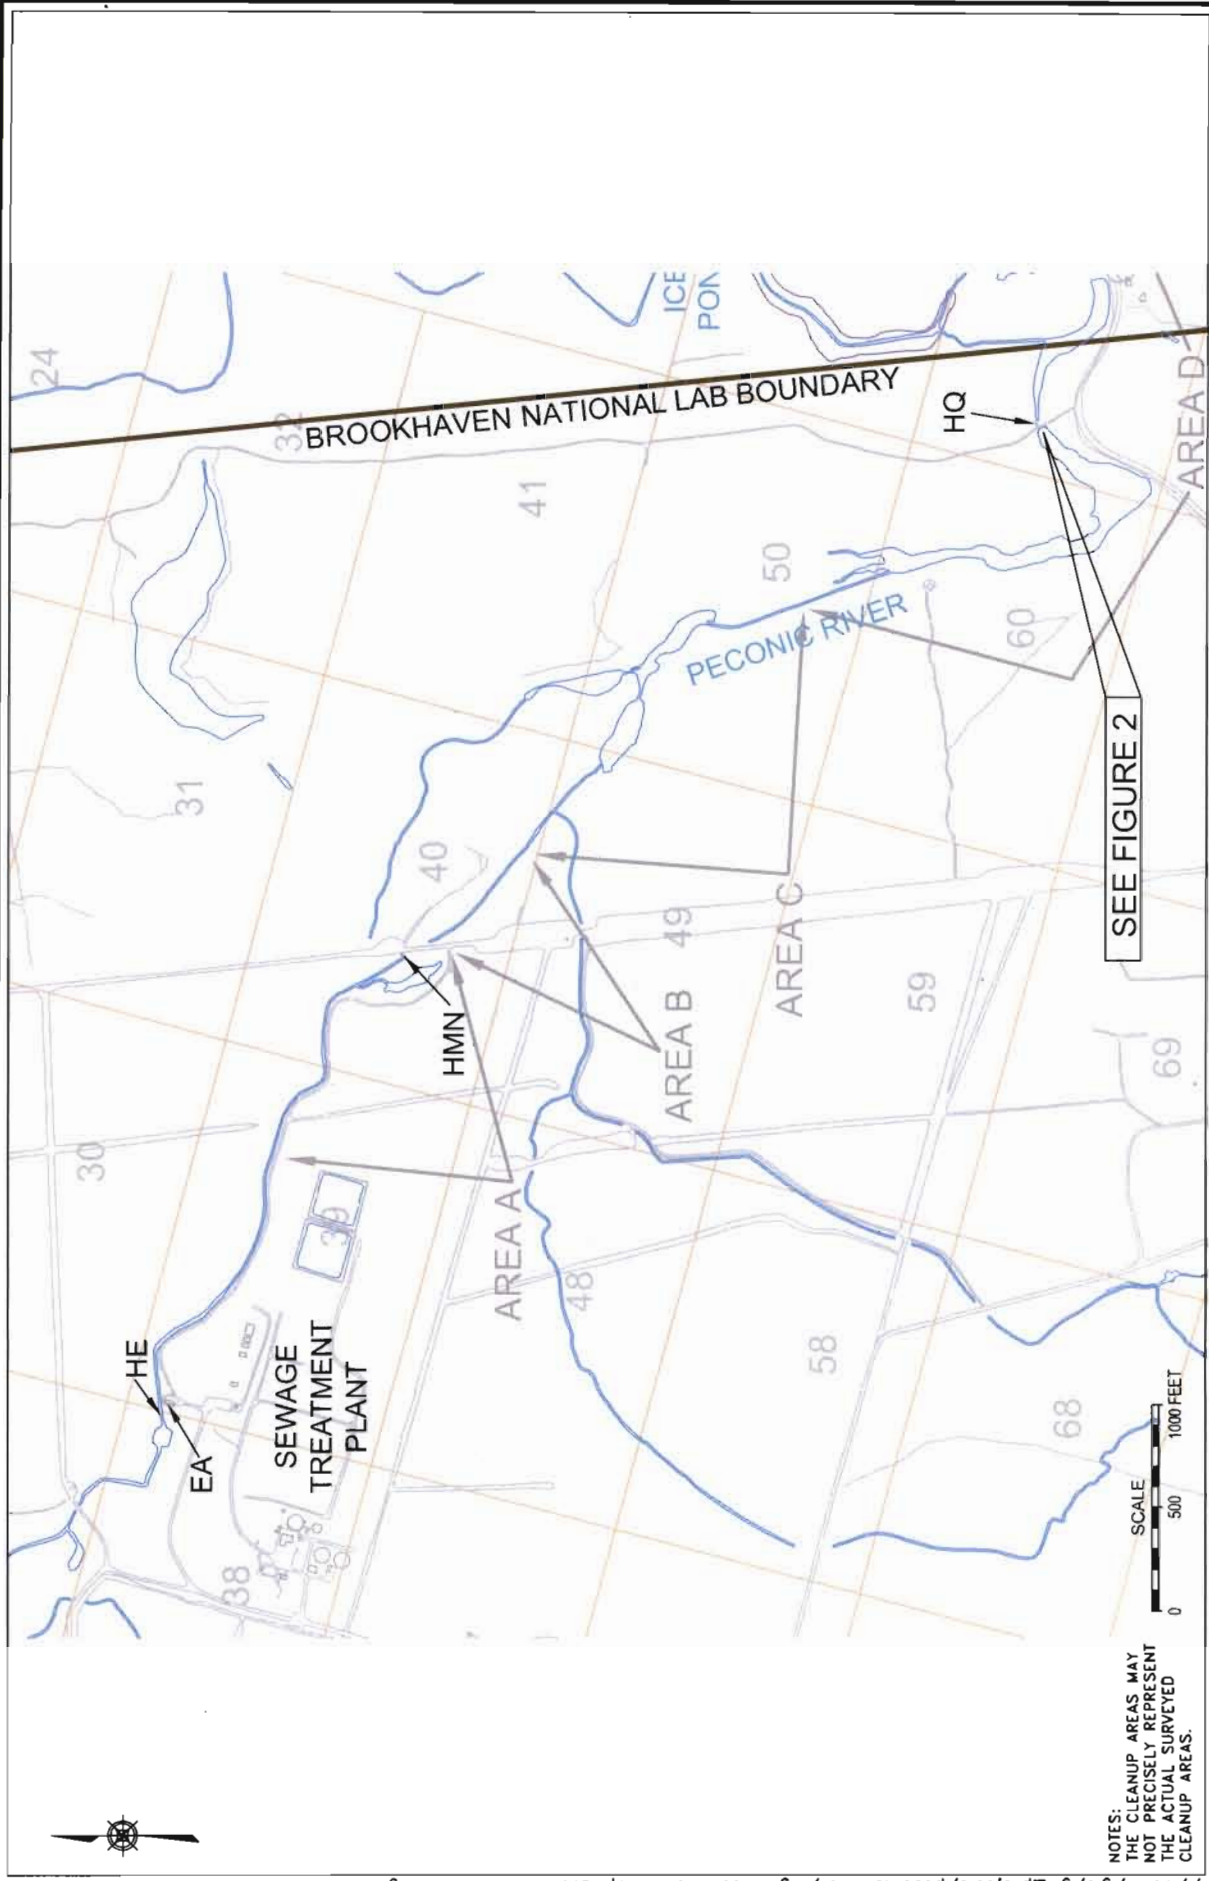 24
32
BROOKHAVEN NATIONAL LAB BOUNDARY
ICE
PON
31
41
50
PECONIC RIVER
60
HQ
AREA D
30
40
HMN
49
AREA B
AREA C
59
SEE FIGURE 2
69
HE
EA
39
SEWAGE
TREATMENT
PLANT
AREA A
48
58
68
38
SCALE
0 500 1000 FEET
NOTES:
THE CLEANUP AREAS MAY
NOT PRECISELY REPRESENT
THE ACTUAL SURVEYED
CLEANUP AREAS.